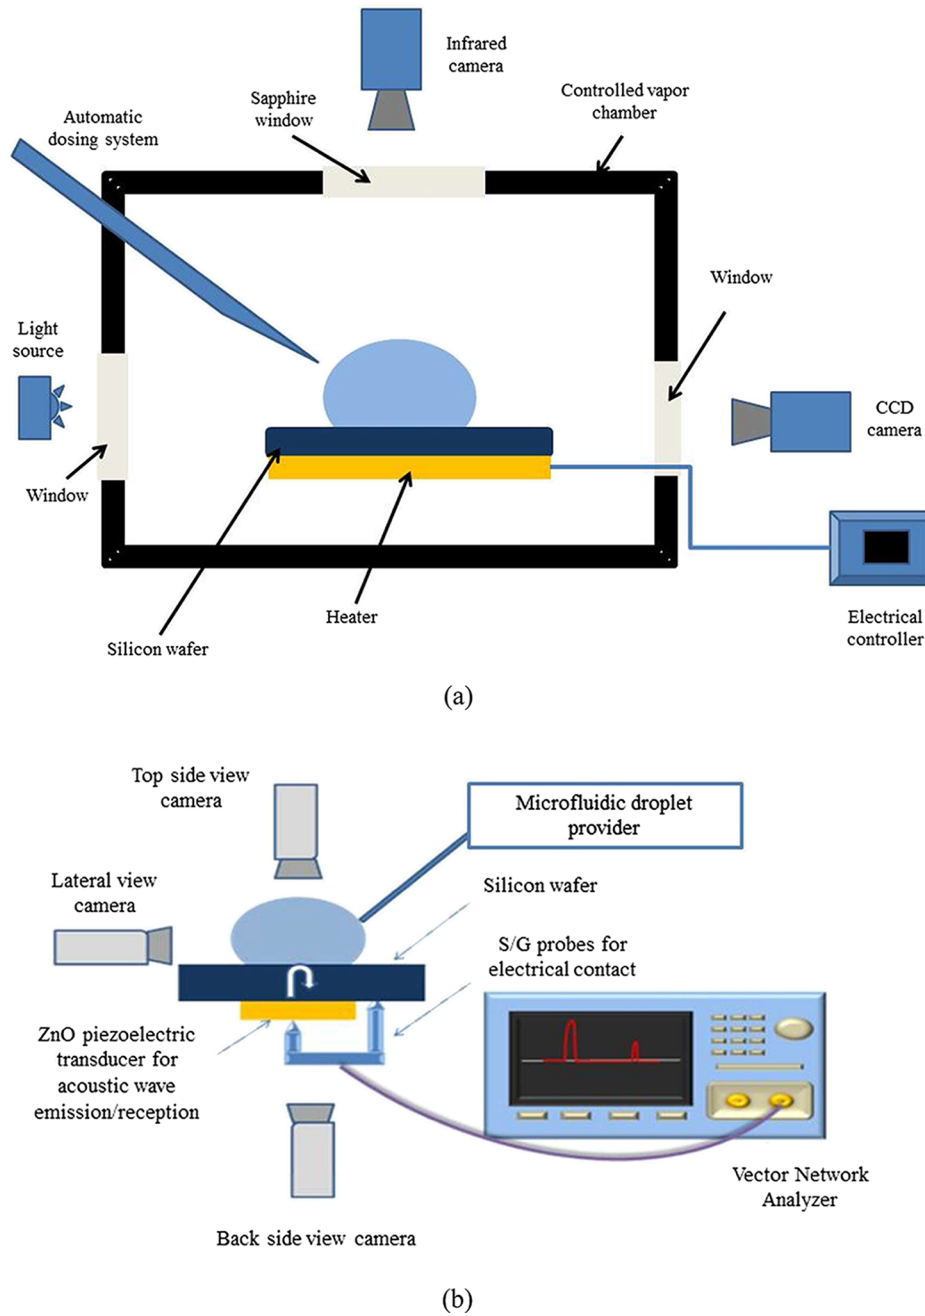 Infrared
camera
Sapphire
window
Controlled vapor
chamber
Automatic
dosing system
Window
Light
source
CCD
camera
Window
Heater
Silicon wafer
Electrical
controller
(a)
Top side view
camera
Microfluidic droplet
provider
Lateral view
camera
Silicon wafer
S/G probes for
electrical contact
ZnO piezoelectric
transducer for
acoustic wave
emission/reception
Vector Network
Analyzer
Back side view camera
(b)